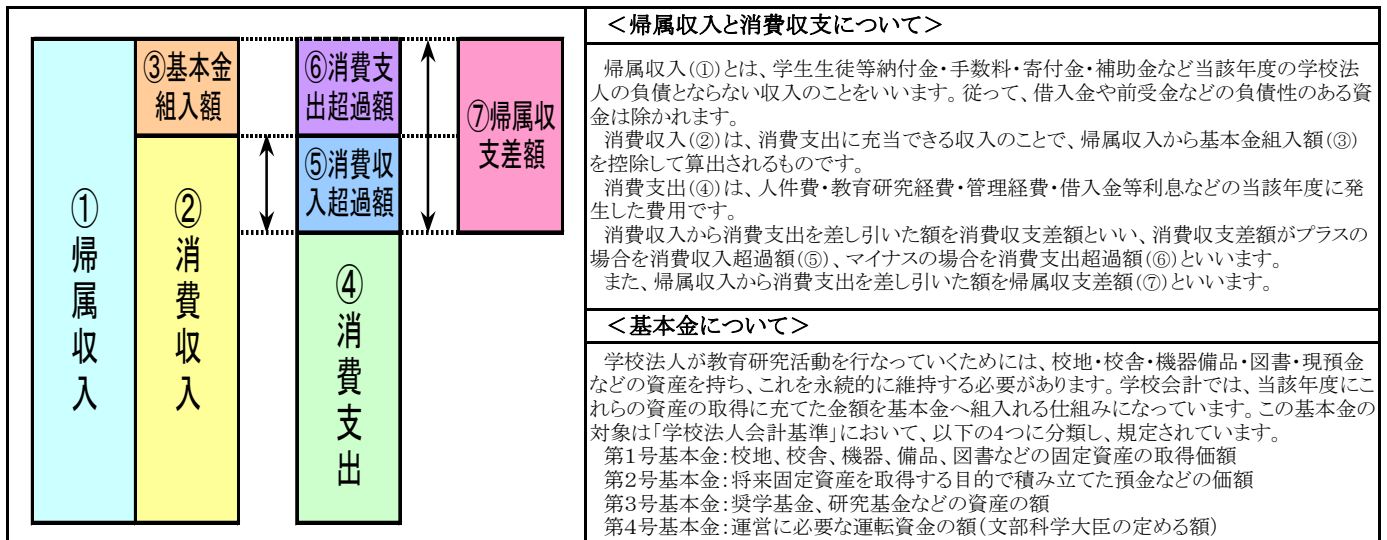 ①帰属収入
③基本金
組入額
②消費収入
⑥消費支
出超過額
⑤消費収
入超過額
④消費支出
⑦帰属収
支差額
＜帰属収入と消費収支について＞
帰属収入(①)とは、学生生徒等納付金・手数料・寄付金・補助金など当該年度の学校法
人の負債とならない収入のことをいいます。従って、借入金や前受金などの負債性のある資
金は除かれます。
消費収入(②)は、消費支出に充当できる収入のことで、帰属収入から基本金組入額(③)
を控除して算出されるものです。
消費支出(④)は、人件費・教育研究経費・管理経費・借入金等利息などの当該年度に発
生した費用です。
消費収入から消費支出を差し引いた額を消費収支差額といい、消費収支差額がプラスの
場合を消費収入超過額(⑤)、マイナスの場合を消費支出超過額(⑥)といいます。
また、帰属収入から消費支出を差し引いた額を帰属収支差額(⑦)といいます。
＜基本金について＞
学校法人が教育研究活動を行なっていくためには、校地・校舎・機器備品・図書・現預金
などの資産を持ち、これを永続的に維持する必要があります。学校会計では、当該年度にこ
れらの資産の取得に充てた金額を基本金へ組入れる仕組みになっています。この基本金の
対象は「学校法人会計基準」において、以下の4つに分類し、規定されています。
第1号基本金:校地、校舎、機器、備品、図書などの固定資産の取得価額
第2号基本金:将来固定資産を取得する目的で積み立てた預金などの価額
第3号基本金:奨学基金、研究基金などの資産の額
第4号基本金:運営に必要な運転資金の額(文部科学大臣の定める額)